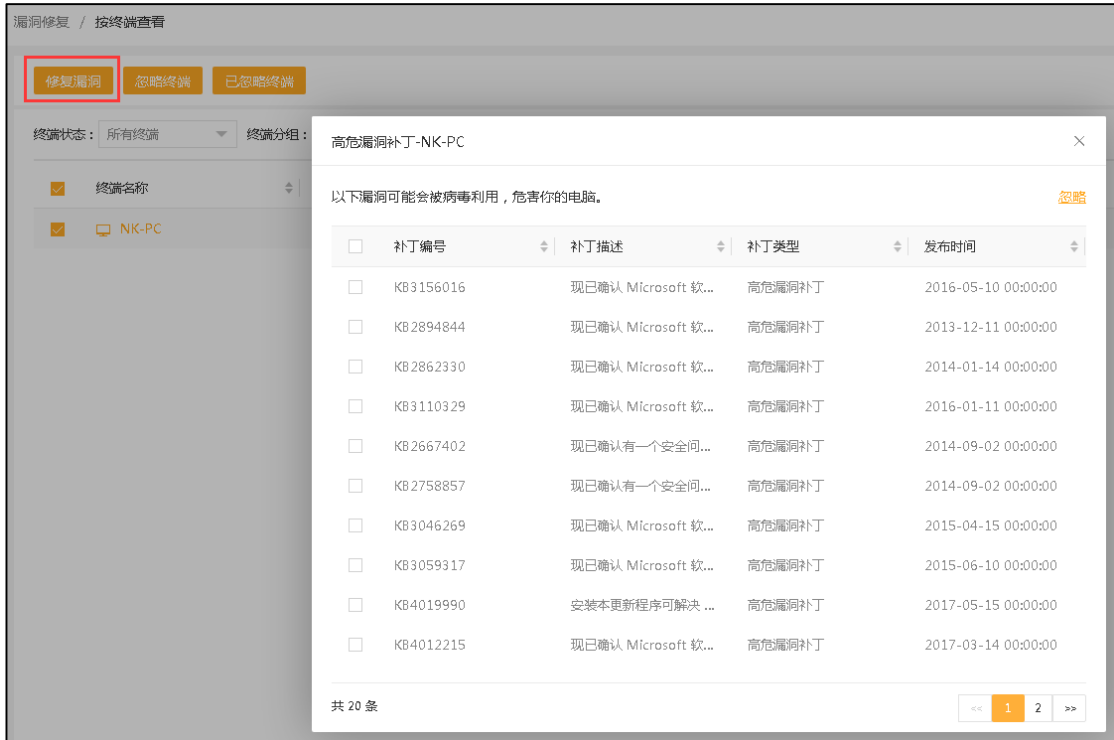 漏洞修复 / 按终端查看
修复漏洞 忽略终端 已忽略终端
终端状态： 所有终端 终端分组：
终端名称
NK-PC
高危漏洞补丁-NK-PC
以下漏洞可能会被病毒利用，危害你的电脑。 忽略
补丁编号 补丁描述 补丁类型 发布时间
KB3156016 现已确认 Microsoft 软... 高危漏洞补丁 2016-05-10 00:00:00
KB2894844 现已确认 Microsoft 软... 高危漏洞补丁 2013-12-11 00:00:00
KB2862330 现已确认 Microsoft 软... 高危漏洞补丁 2014-01-14 00:00:00
KB3110329 现已确认 Microsoft 软... 高危漏洞补丁 2016-01-11 00:00:00
KB2667402 现已确认有一个安全问... 高危漏洞补丁 2014-09-02 00:00:00
KB2758857 现已确认有一个安全问... 高危漏洞补丁 2014-09-02 00:00:00
KB3046269 现已确认 Microsoft 软... 高危漏洞补丁 2015-04-15 00:00:00
KB3059317 现已确认 Microsoft 软... 高危漏洞补丁 2015-06-10 00:00:00
KB4019990 安装本更新程序可解决 ... 高危漏洞补丁 2017-05-15 00:00:00
KB4012215 现已确认 Microsoft 软... 高危漏洞补丁 2017-03-14 00:00:00
共 20 条 << 1 2 >>